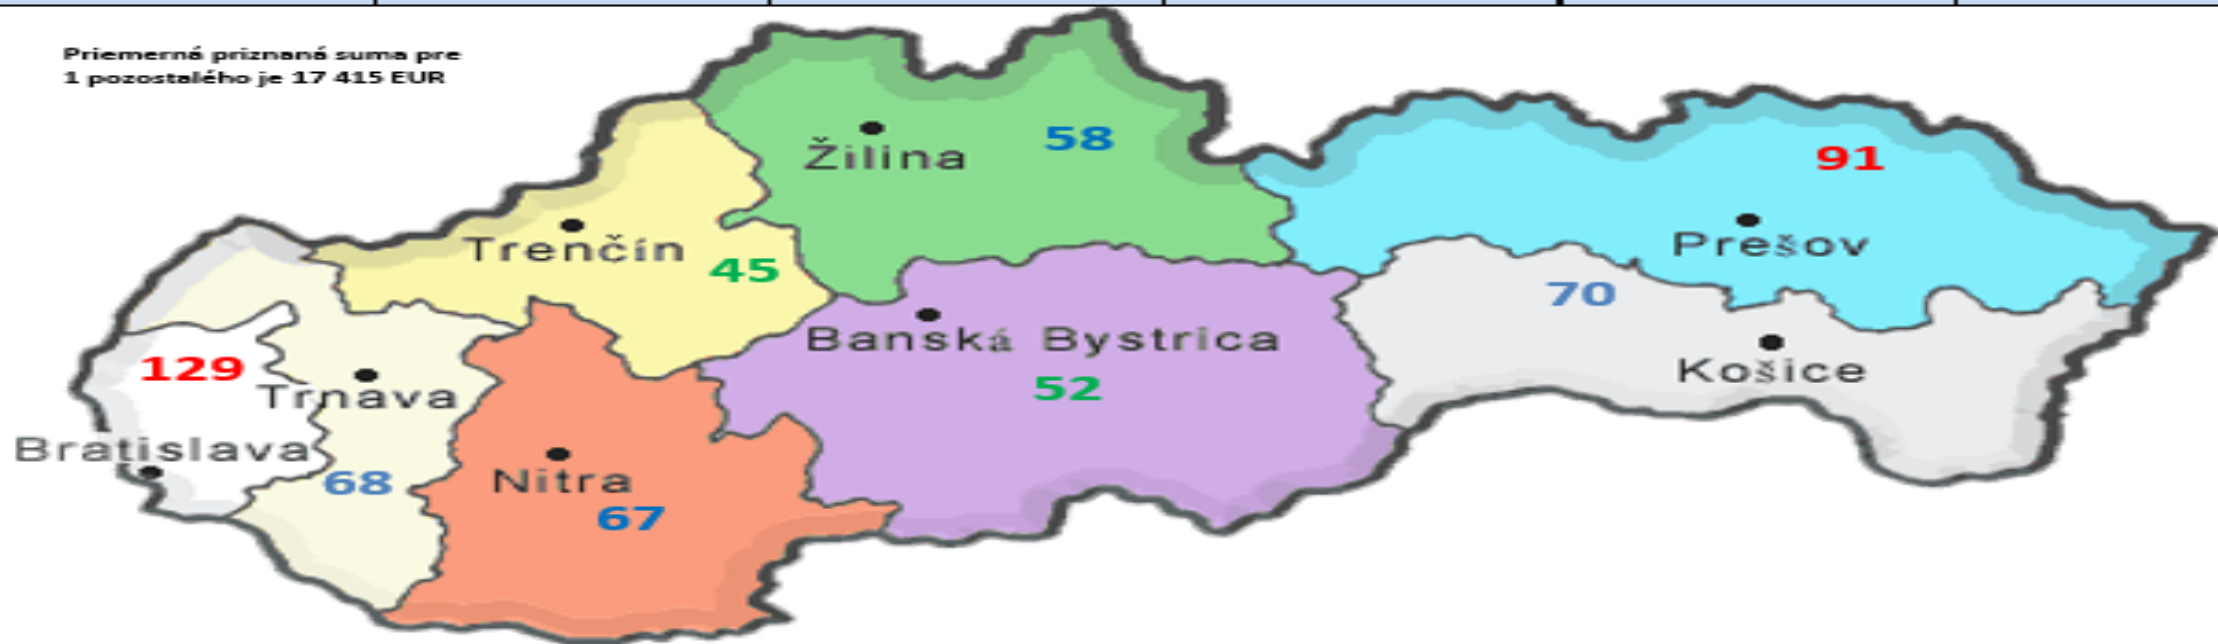 Priemerná priznaná suma pre
1 pozostalého je 17 415 EUR
58
Žilina
91
Prešov
Trenčín
45
70
Banská Bystrica
52
Košice
129
Trnava
Bratislava
68
Nitra
67